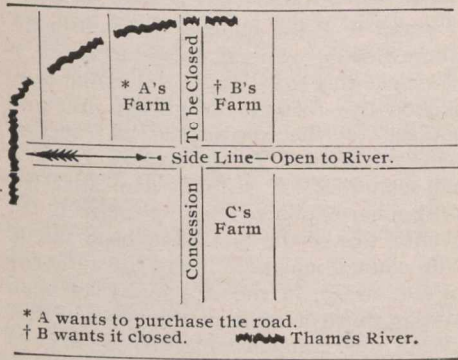 * A's
Farm
To be Closed
† B's
Farm
Side Line—Open to River.
Concession
C's
Farm
* A wants to purchase the road.
† B wants it closed.
Thames River.